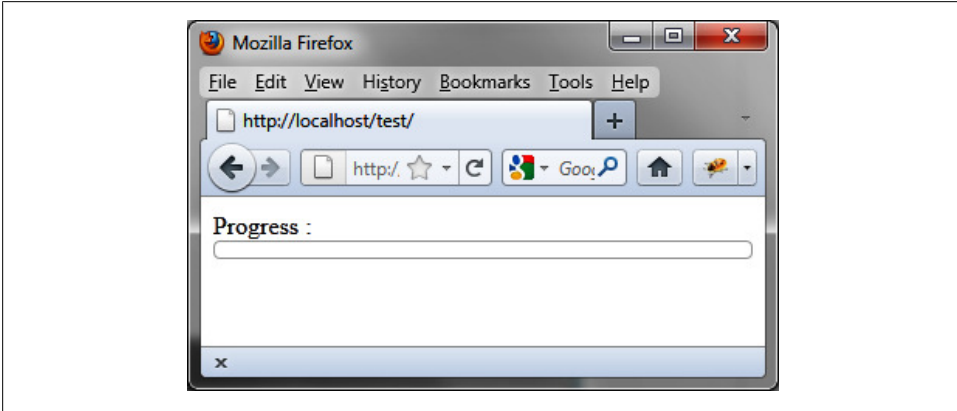 Mozilla Firefox
File Edit View History Bookmarks Tools Help
http://localhost/test/
http:/
Goo
Progress :
x